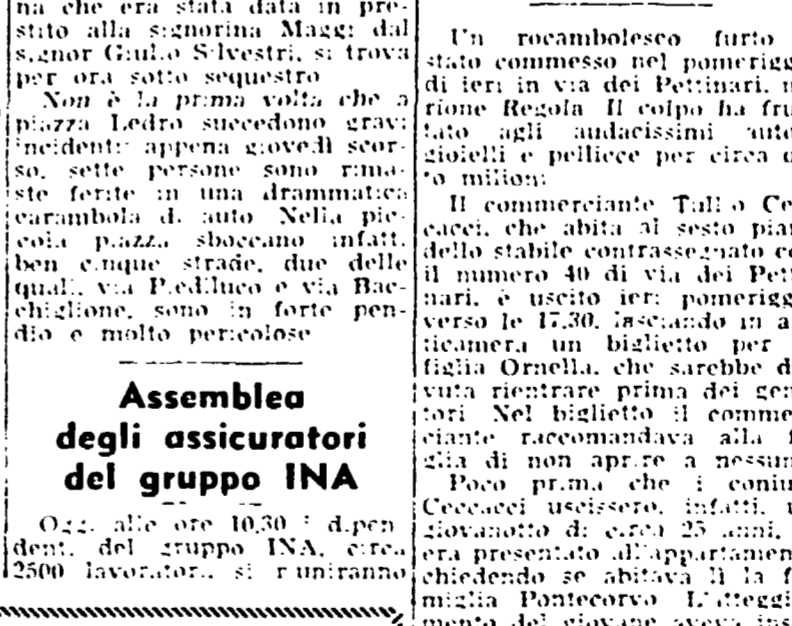 na che era stata data in pre-
stito alla signorina Maggi dal
signor Giulio Silvestri, si trova
per ora sotto sequestro
Non è la prima volta che a
piazza Ledro succedono gravi
incidenti: appena giovedì scor-
so, sette persone sono rima-
ste ferite in una drammatica
carambola di auto Nella pic-
cola piazza sboccano infatti,
ben cinque strade, due delle
quali, via Piediluco e via Bac-
chiglione, sono in forte pen-
dio e molto pericolose
Assemblea
degli assicuratori
del gruppo INA
Oggi alle ore 10,30 i dipen
denti del gruppo INA, circa
2500 lavoratori, si riuniranno
Un rocambolesco furto
stato commesso nel pomerigg
di ieri in via dei Pettinari, n
rione Regola Il colpo ha fru
tato agli audacissimi auto
gioielli e pellicce per circa
milioni
Il commerciante Tullio Ce
cacci, che abita al sesto pian
dello stabile contrassegnato co
il numero 40 di via dei Pett
nari, è uscito ieri pomerigg
verso le 17.30, lasciando in a
ticamera un biglietto per
figlia Ornella, che sarebbe d
vuta rientrare prima dei gen
tori Nel biglietto il comme
ciante raccomandava alla f
glia di non aprire a nessun
Poco prima che i coniu
Ceccacci uscissero, infatti, u
giovanotto di circa 25 anni,
era presentato all'appartamen
chiedendo se abitava lì la f
miglia Pontecorvo L'atteggi
mento del giovane aveva ins